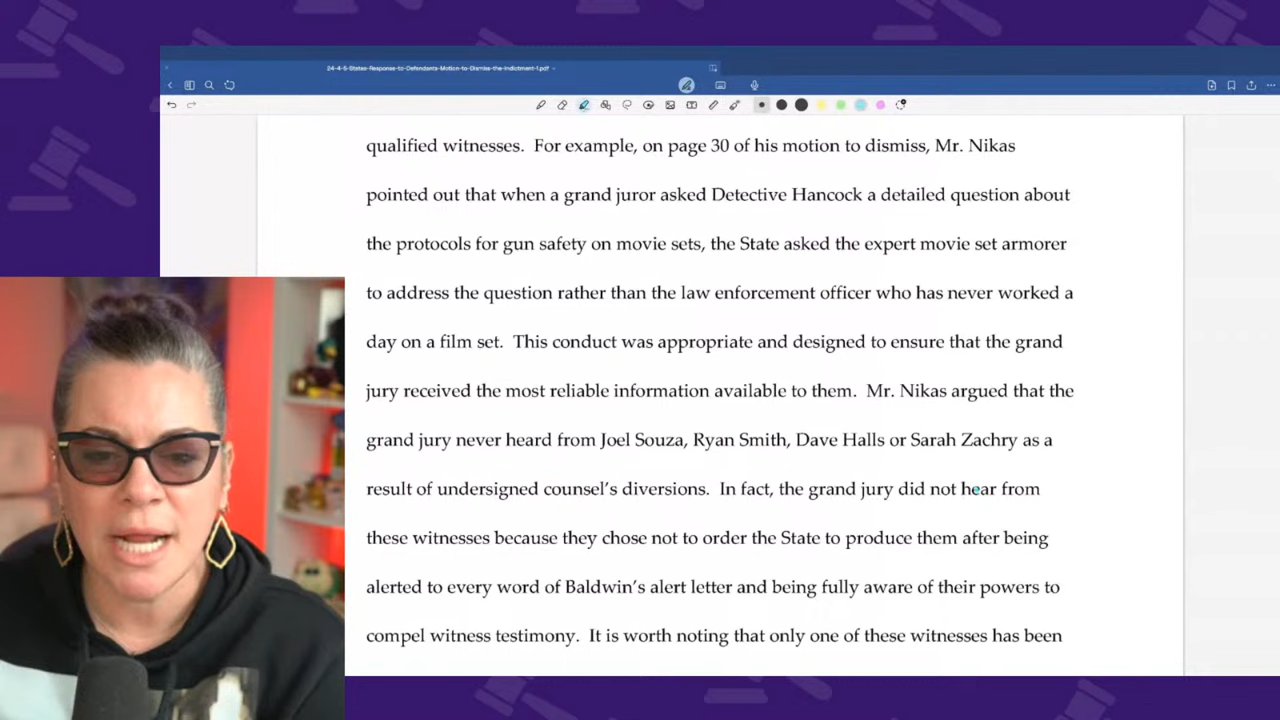 24-4-5-States-Response-to-Defendants-Motion-to-Dismiss-the-Indictment-1.pdf
qualified witnesses. For example, on page 30 of his motion to dismiss, Mr. Nikas
pointed out that when a grand juror asked Detective Hancock a detailed question about
the protocols for gun safety on movie sets, the State asked the expert movie set armorer
to address the question rather than the law enforcement officer who has never worked a
day on a film set. This conduct was appropriate and designed to ensure that the grand
jury received the most reliable information available to them. Mr. Nikas argued that the
grand jury never heard from Joel Souza, Ryan Smith, Dave Halls or Sarah Zachry as a
result of undersigned counsel’s diversions. In fact, the grand jury did not hear from
these witnesses because they chose not to order the State to produce them after being
alerted to every word of Baldwin’s alert letter and being fully aware of their powers to
compel witness testimony. It is worth noting that only one of these witnesses has been